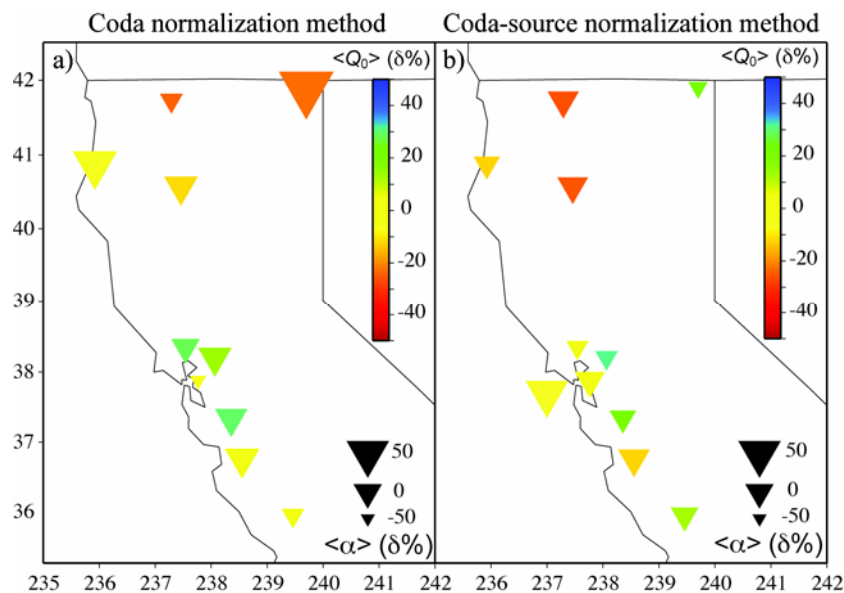 Coda normalization method
Coda-source normalization method
a)
<Q₀> (δ%)
40
20
0
-20
-40
50
0
-50
<α> (δ%)
b)
<Q₀> (δ%)
40
20
0
-20
-40
50
0
-50
<α> (δ%)
42
41
40
39
38
37
36
235 236 237 238 239 240 241 242 236 237 238 239 240 241 242